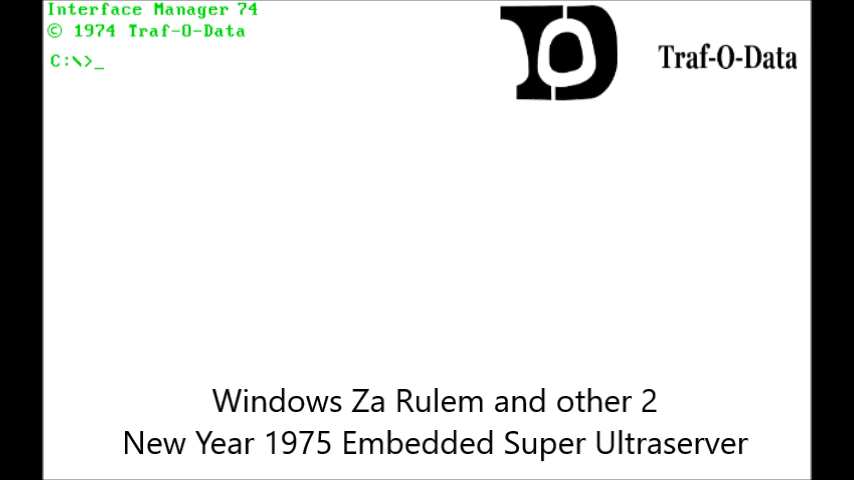 Interface Manager 74
© 1974 Traf-O-Data
C:\>_
Traf-O-Data
Windows Za Rulem and other 2
New Year 1975 Embedded Super Ultraserver